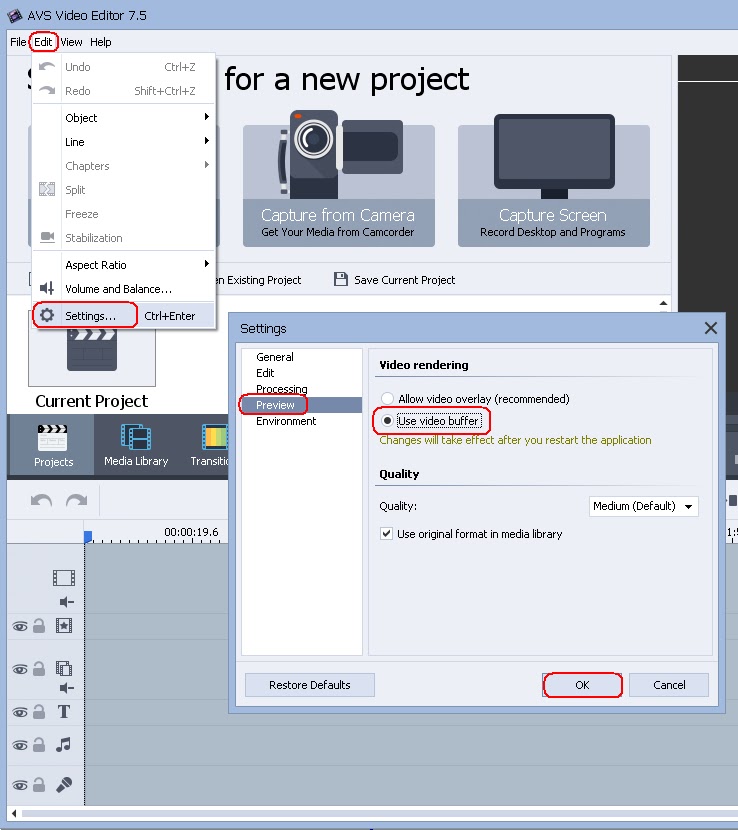 AVS Video Editor 7.5
File Edit View Help
for a new project
Undo Ctrl+Z
Redo Shift+Ctrl+Z
Object
Line
Chapters
Split
Freeze
Stabilization
Aspect Ratio
Volume and Balance...
Settings... Ctrl+Enter
Capture from Camera
Get Your Media from Camcorder
Capture Screen
Record Desktop and Programs
Existing Project
Save Current Project
Current Project
Projects
Media Library
Transiti
00:00:19.6
Settings
General
Edit
Processing
Preview
Environment
Video rendering
Allow video overlay (recommended)
Use video buffer
Changes will take effect after you restart the application
Quality
Quality: Medium (Default)
Use original format in media library
Restore Defaults
OK
Cancel
T